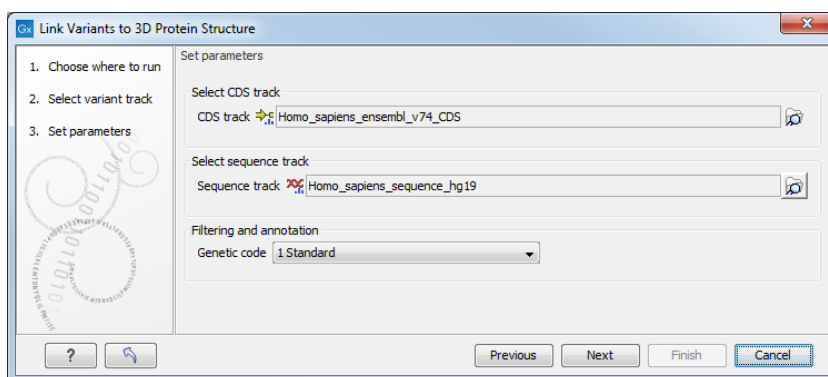 Gx Link Variants to 3D Protein Structure
1. Choose where to run
2. Select variant track
3. Set parameters
Set parameters
Select CDS track
CDS track Homo_sapiens_ensembl_v74_CDS
Select sequence track
Sequence track Homo_sapiens_sequence_hg19
Filtering and annotation
Genetic code 1 Standard
? Previous Next Finish Cancel